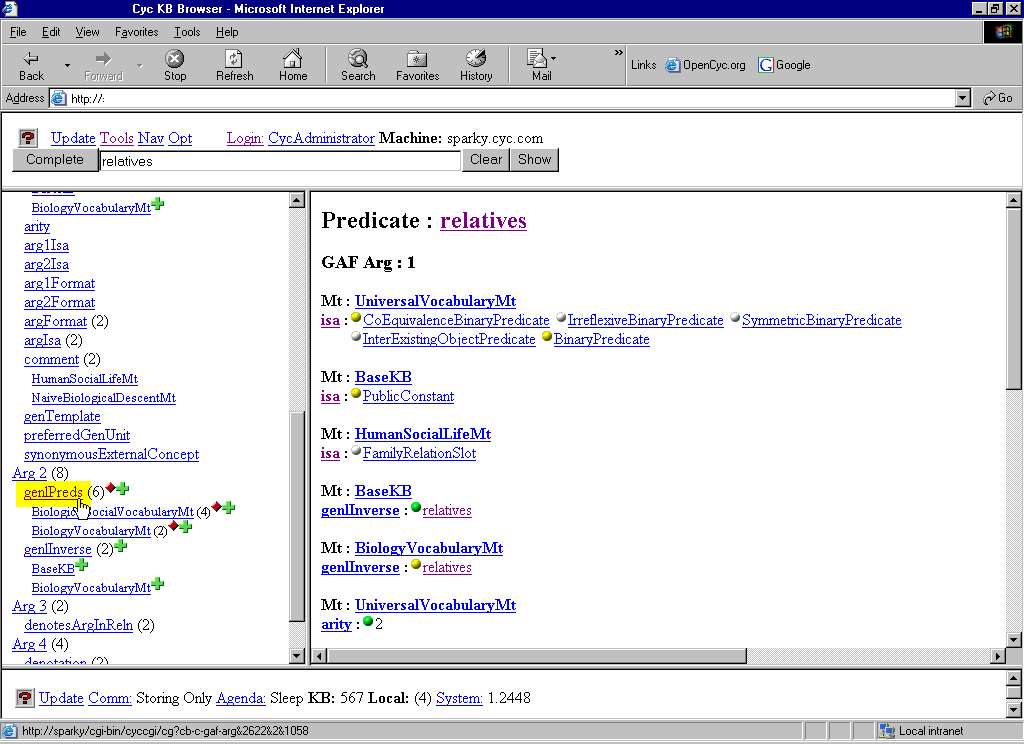 Cyc KB Browser - Microsoft Internet Explorer
File Edit View Favorites Tools Help
Back Forward Stop Refresh Home Search Favorites History Mail » Links OpenCyc.org Google
Address http://: Go
Update Tools Nav Opt Login: CycAdministrator Machine: sparky.cyc.com
Complete relatives Clear Show
BiologyVocabularyMt
arity
arg1Isa
arg2Isa
arg1Format
arg2Format
argFormat (2)
argIsa (2)
comment (2)
HumanSocialLifeMt
NaiveBiologicalDescentMt
genTemplate
preferredGenUnit
synonymousExternalConcept
Arg 2 (8)
genlPreds (6)
SocialVocabularyMt (4)
BiologyVocabularyMt (2)
genlInverse (2)
BaseKB
BiologyVocabularyMt
Arg 3 (2)
denotesArgInReln (2)
Arg 4 (4)
denotation (2)
Predicate : relatives
GAF Arg : 1
Mt : UniversalVocabularyMt
isa : CoEquivalenceBinaryPredicate IrreflexiveBinaryPredicate SymmetricBinaryPredicate
InterExistingObjectPredicate BinaryPredicate
Mt : BaseKB
isa : PublicConstant
Mt : HumanSocialLifeMt
isa : FamilyRelationSlot
Mt : BaseKB
genlInverse : relatives
Mt : BiologyVocabularyMt
genlInverse : relatives
Mt : UniversalVocabularyMt
arity : 2
Update Comm: Storing Only Agenda: Sleep KB: 567 Local: (4) System: 1.2448
http://sparky/cgi-bin/cyccgi/cg?cb-c-gaf-arg&2622&2&1058 Local intranet